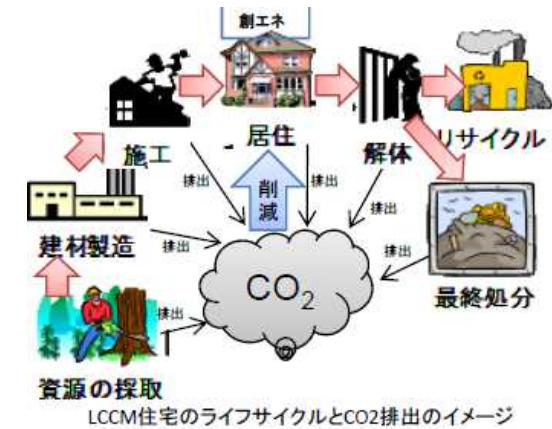 創エネ
施工
居住
解体
リサイクル
排出
削減
排出
排出
建材製造
排出
排出
CO2
最終処分
排出
資源の採取
LCCM住宅のライフサイクルとCO2排出のイメージ